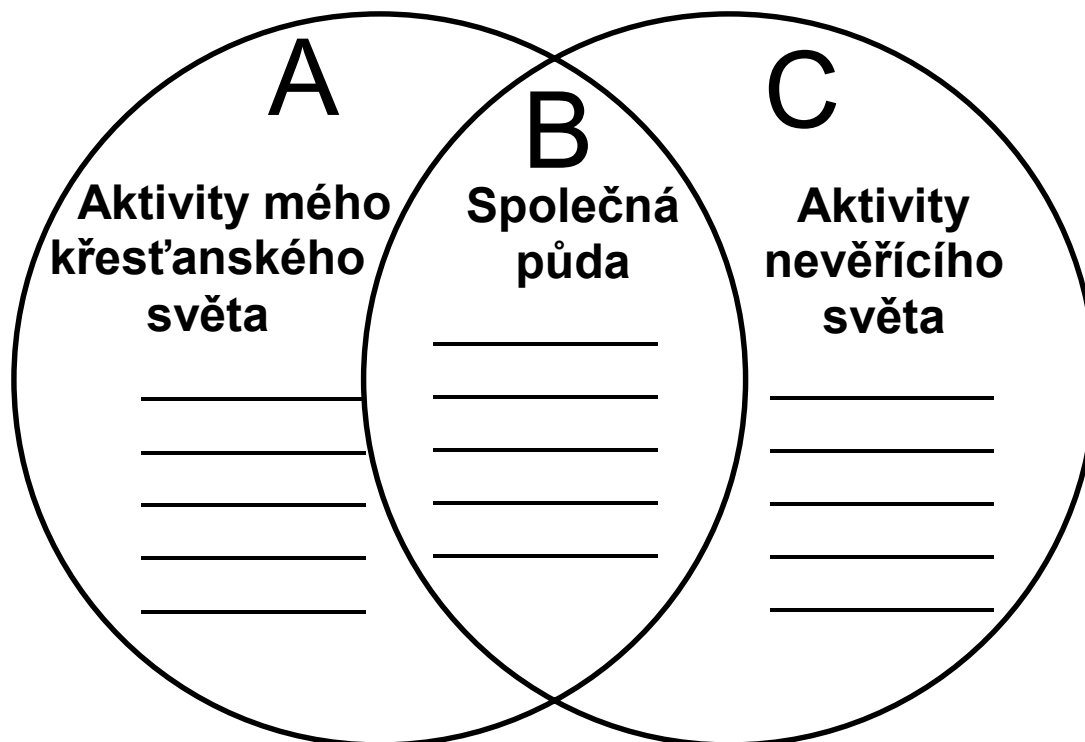 A
Aktivity mého
křesťanského
světa
B
Společná
půda
C
Aktivity
nevěřícího
světa